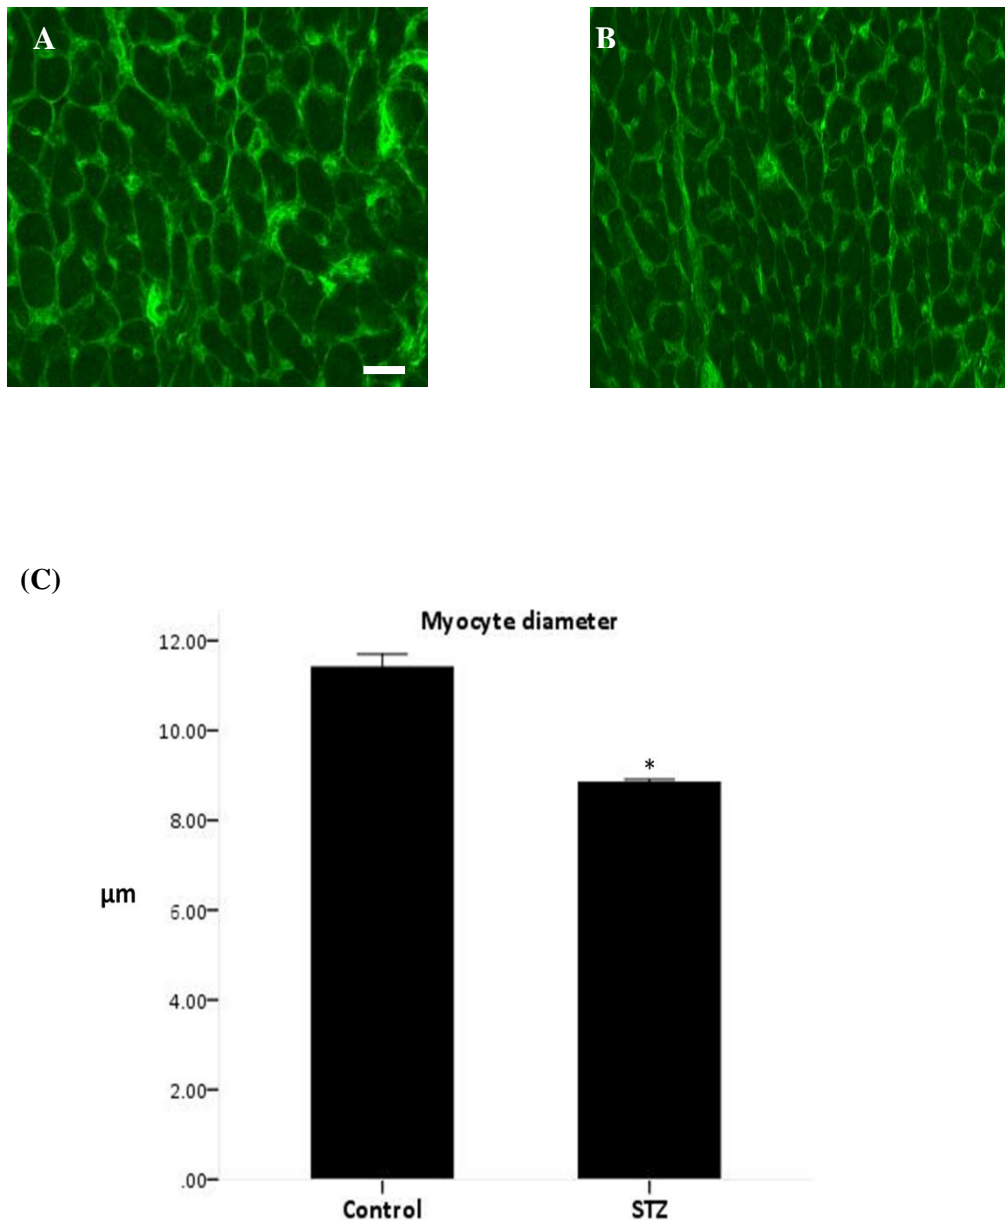 A
B
(C)
Myocyte diameter
12.00
10.00
8.00
6.00
4.00
2.00
.00
µm
*
Control
STZ